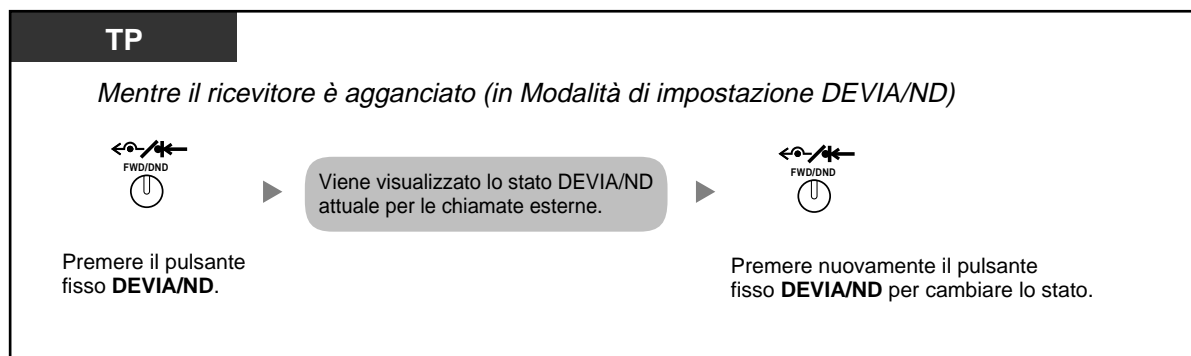 TP
Mentre il ricevitore è agganciato (in Modalità di impostazione DEVIA/ND)
FWD/DND
Viene visualizzato lo stato DEVIA/ND
attuale per le chiamate esterne.
FWD/DND
Premere il pulsante
fisso DEVIA/ND.
Premere nuovamente il pulsante
fisso DEVIA/ND per cambiare lo stato.